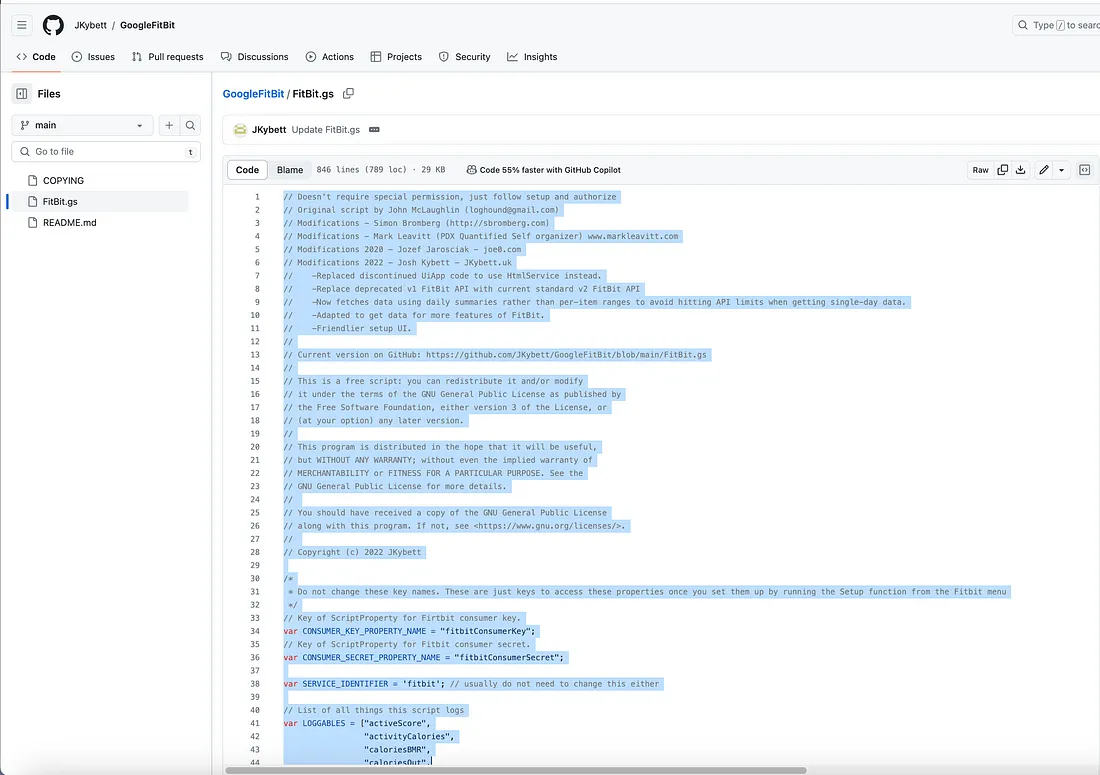 JKybett / GoogleFitBit
Type / to searc
Code Issues Pull requests Discussions Actions Projects Security Insights
Files
main
Go to file t
COPYING
FitBit.gs
README.md
GoogleFitBit / FitBit.gs
JKybett Update FitBit.gs
Code Blame 846 lines (789 loc) · 29 KB Code 55% faster with GitHub Copilot Raw
1 // Doesn't require special permission, just follow setup and authorize
2 // Original script by John McLaughlin (loghound@gmail.com)
3 // Modifications - Simon Bromberg (http://sbromberg.com)
4 // Modifications - Mark Leavitt (PDX Quantified Self organizer) www.markleavitt.com
5 // Modifications 2020 - Jozef Jarosciak - joe0.com
6 // Modifications 2022 - Josh Kybett - JKybett.uk
7 //    -Replaced discontinued UiApp code to use HtmlService instead.
8 //    -Replace deprecated v1 FitBit API with current standard v2 FitBit API
9 //    -Now fetches data using daily summaries rather than per-item ranges to avoid hitting API limits when getting single-day data.
10 //    -Adapted to get data for more features of FitBit.
11 //    -Friendlier setup UI.
12 //
13 // Current version on GitHub: https://github.com/JKybett/GoogleFitBit/blob/main/FitBit.gs
14 //
15 // This is a free script: you can redistribute it and/or modify
16 // it under the terms of the GNU General Public License as published by
17 // the Free Software Foundation, either version 3 of the License, or
18 // (at your option) any later version.
19 //
20 // This program is distributed in the hope that it will be useful,
21 // but WITHOUT ANY WARRANTY; without even the implied warranty of
22 // MERCHANTABILITY or FITNESS FOR A PARTICULAR PURPOSE. See the
23 // GNU General Public License for more details.
24 //
25 // You should have received a copy of the GNU General Public License
26 // along with this program. If not, see <https://www.gnu.org/licenses/>.
27 //
28 // Copyright (c) 2022 JKybett
29
30 /*
31  * Do not change these key names. These are just keys to access these properties once you set them up by running the Setup function from the Fitbit menu
32  */
33 // Key of ScriptProperty for Firtbit consumer key.
34 var CONSUMER_KEY_PROPERTY_NAME = "fitbitConsumerKey";
35 // Key of ScriptProperty for Fitbit consumer secret.
36 var CONSUMER_SECRET_PROPERTY_NAME = "fitbitConsumerSecret";
37
38 var SERVICE_IDENTIFIER = 'fitbit'; // usually do not need to change this either
39
40 // List of all things this script logs
41 var LOGGABLES = ["activeScore",
42                  "activityCalories",
43                  "caloriesBMR",
44                  "caloriesOut",